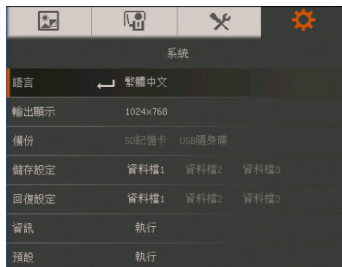 系統
語言 繁體中文
輸出顯示 1024×768
備份 SD記憶卡 USB隨身碟
儲存設定 資料檔1 資料檔2 資料檔3
回復設定 資料檔1 資料檔2 資料檔3
資訊 執行
預設 執行